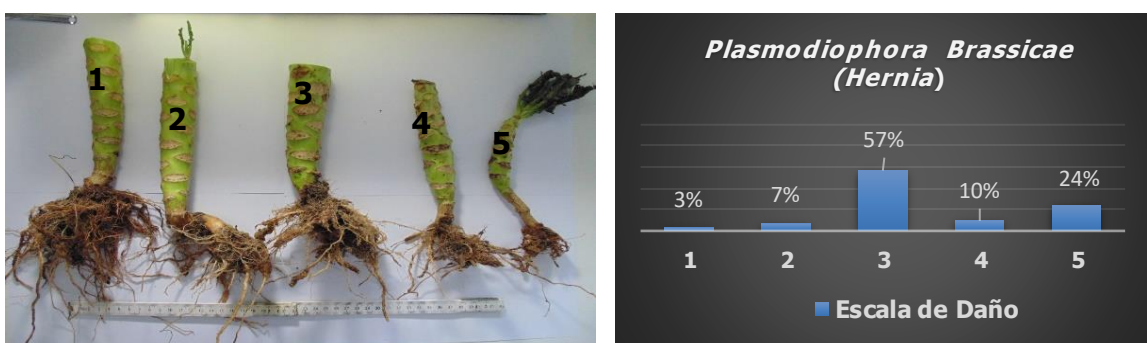 1
2
3
4
5
Plasmodiophora Brassicae
(Hernia)
3%
7%
57%
10%
24%
1 2 3 4 5
Escala de Daño